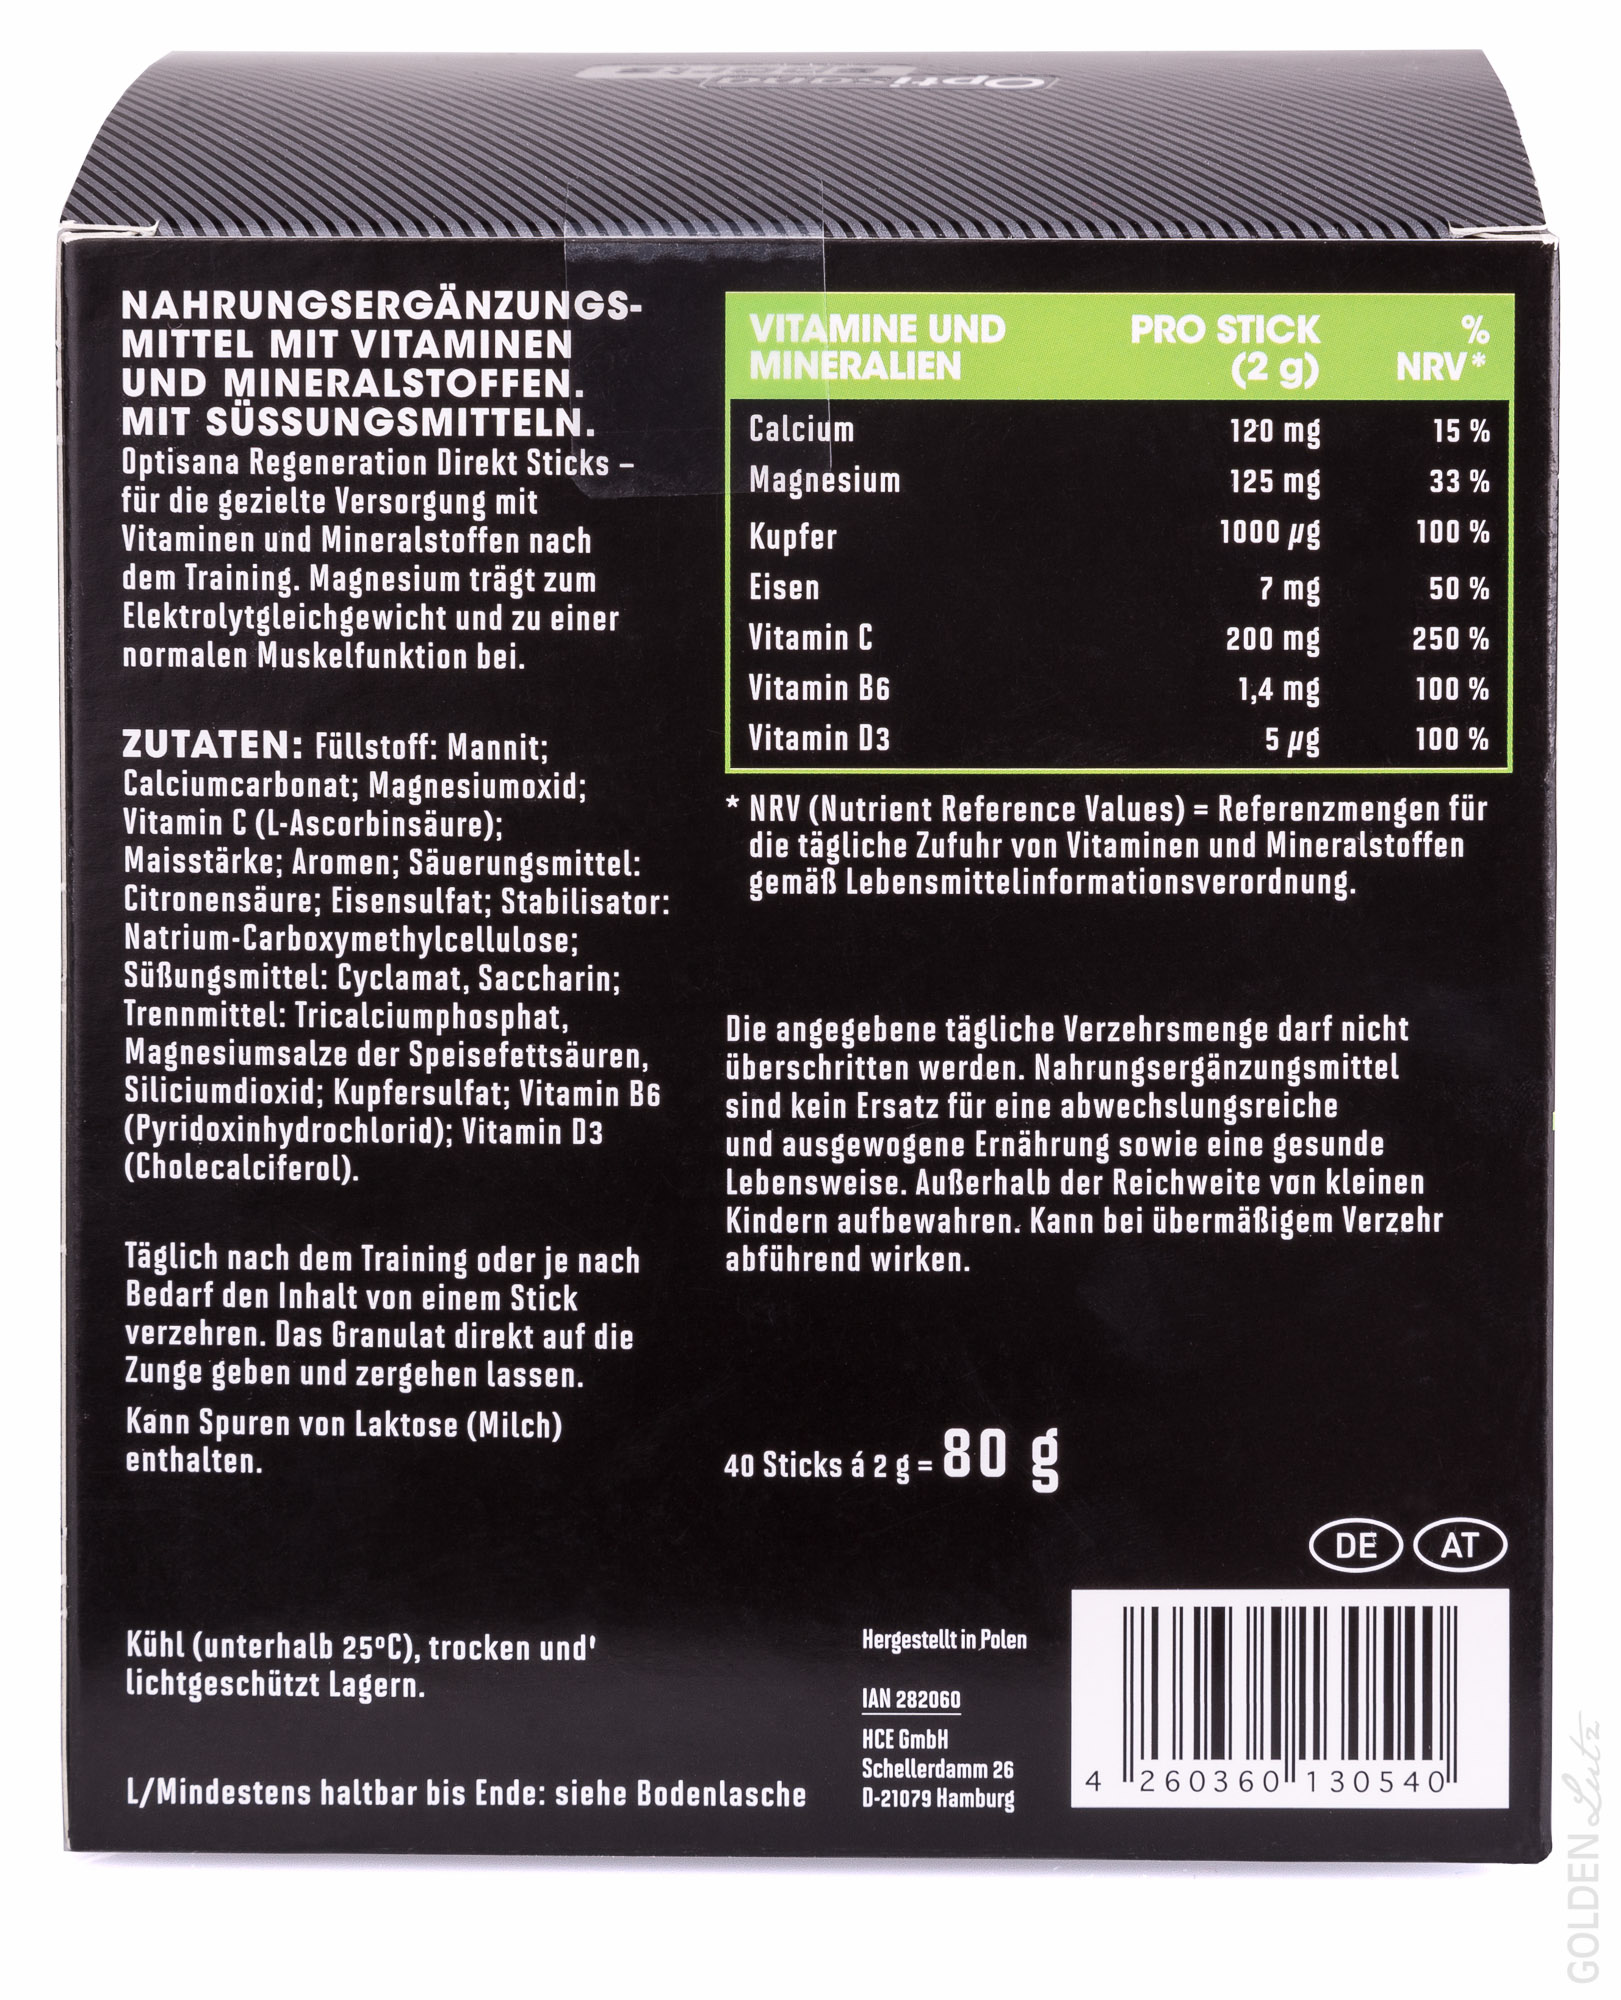 Optisana
NAHRUNGSERGÄNZUNGS-
MITTEL MIT VITAMINEN
UND MINERALSTOFFEN.
MIT SÜSSUNGSMITTELN.
Optisana Regeneration Direkt Sticks –
für die gezielte Versorgung mit
Vitaminen und Mineralstoffen nach
dem Training. Magnesium trägt zum
Elektrolytgleichgewicht und zu einer
normalen Muskelfunktion bei.
ZUTATEN: Füllstoff: Mannit;
Calciumcarbonat; Magnesiumoxid;
Vitamin C (L-Ascorbinsäure);
Maisstärke; Aromen; Säuerungsmittel:
Citronensäure; Eisensulfat; Stabilisator:
Natrium-Carboxymethylcellulose;
Süßungsmittel: Cyclamat, Saccharin;
Trennmittel: Tricalciumphosphat,
Magnesiumsalze der Speisefettsäuren,
Siliciumdioxid; Kupfersulfat; Vitamin B6
(Pyridoxinhydrochlorid); Vitamin D3
(Cholecalciferol).
Täglich nach dem Training oder je nach
Bedarf den Inhalt von einem Stick
verzehren. Das Granulat direkt auf die
Zunge geben und zergehen lassen.
Kann Spuren von Laktose (Milch)
enthalten.
Kühl (unterhalb 25°C), trocken und'
lichtgeschützt Lagern.
L/Mindestens haltbar bis Ende: siehe Bodenlasche
VITAMINE UND MINERALIEN PRO STICK (2 g) % NRV*
Calcium 120 mg 15 %
Magnesium 125 mg 33 %
Kupfer 1000 µg 100 %
Eisen 7 mg 50 %
Vitamin C 200 mg 250 %
Vitamin B6 1,4 mg 100 %
Vitamin D3 5 µg 100 %
* NRV (Nutrient Reference Values) = Referenzmengen für
die tägliche Zufuhr von Vitaminen und Mineralstoffen
gemäß Lebensmittelinformationsverordnung.
Die angegebene tägliche Verzehrsmenge darf nicht
überschritten werden. Nahrungsergänzungsmittel
sind kein Ersatz für eine abwechslungsreiche
und ausgewogene Ernährung sowie eine gesunde
Lebensweise. Außerhalb der Reichweite von kleinen
Kindern aufbewahren. Kann bei übermäßigem Verzehr
abführend wirken.
40 Sticks á 2 g = 80 g
DE AT
Hergestellt in Polen
IAN 282060
HCE GmbH
Schellerdamm 26
D-21079 Hamburg
4 260360 130540
GOLDEN Lutz